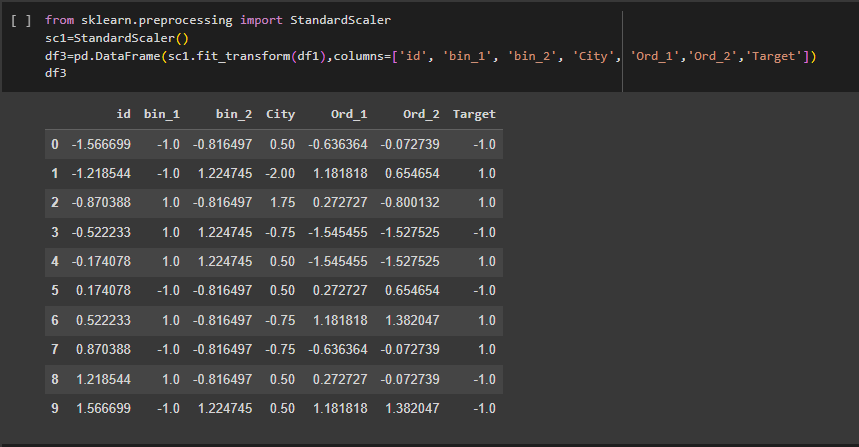 [ ] from sklearn.preprocessing import StandardScaler
sc1=StandardScaler()
df3=pd.DataFrame(sc1.fit_transform(df1),columns=['id', 'bin_1', 'bin_2', 'City', 'Ord_1','Ord_2','Target'])
df3
id bin_1 bin_2 City Ord_1 Ord_2 Target
0 -1.566699 -1.0 -0.816497 0.50 -0.636364 -0.072739 -1.0
1 -1.218544 -1.0 1.224745 -2.00 1.181818 0.654654 1.0
2 -0.870388 1.0 -0.816497 1.75 0.272727 -0.800132 1.0
3 -0.522233 1.0 1.224745 -0.75 -1.545455 -1.527525 -1.0
4 -0.174078 1.0 1.224745 0.50 -1.545455 -1.527525 1.0
5 0.174078 -1.0 -0.816497 0.50 0.272727 0.654654 -1.0
6 0.522233 1.0 -0.816497 -0.75 1.181818 1.382047 1.0
7 0.870388 -1.0 -0.816497 -0.75 -0.636364 -0.072739 1.0
8 1.218544 1.0 -0.816497 0.50 0.272727 -0.072739 -1.0
9 1.566699 -1.0 1.224745 0.50 1.181818 1.382047 -1.0